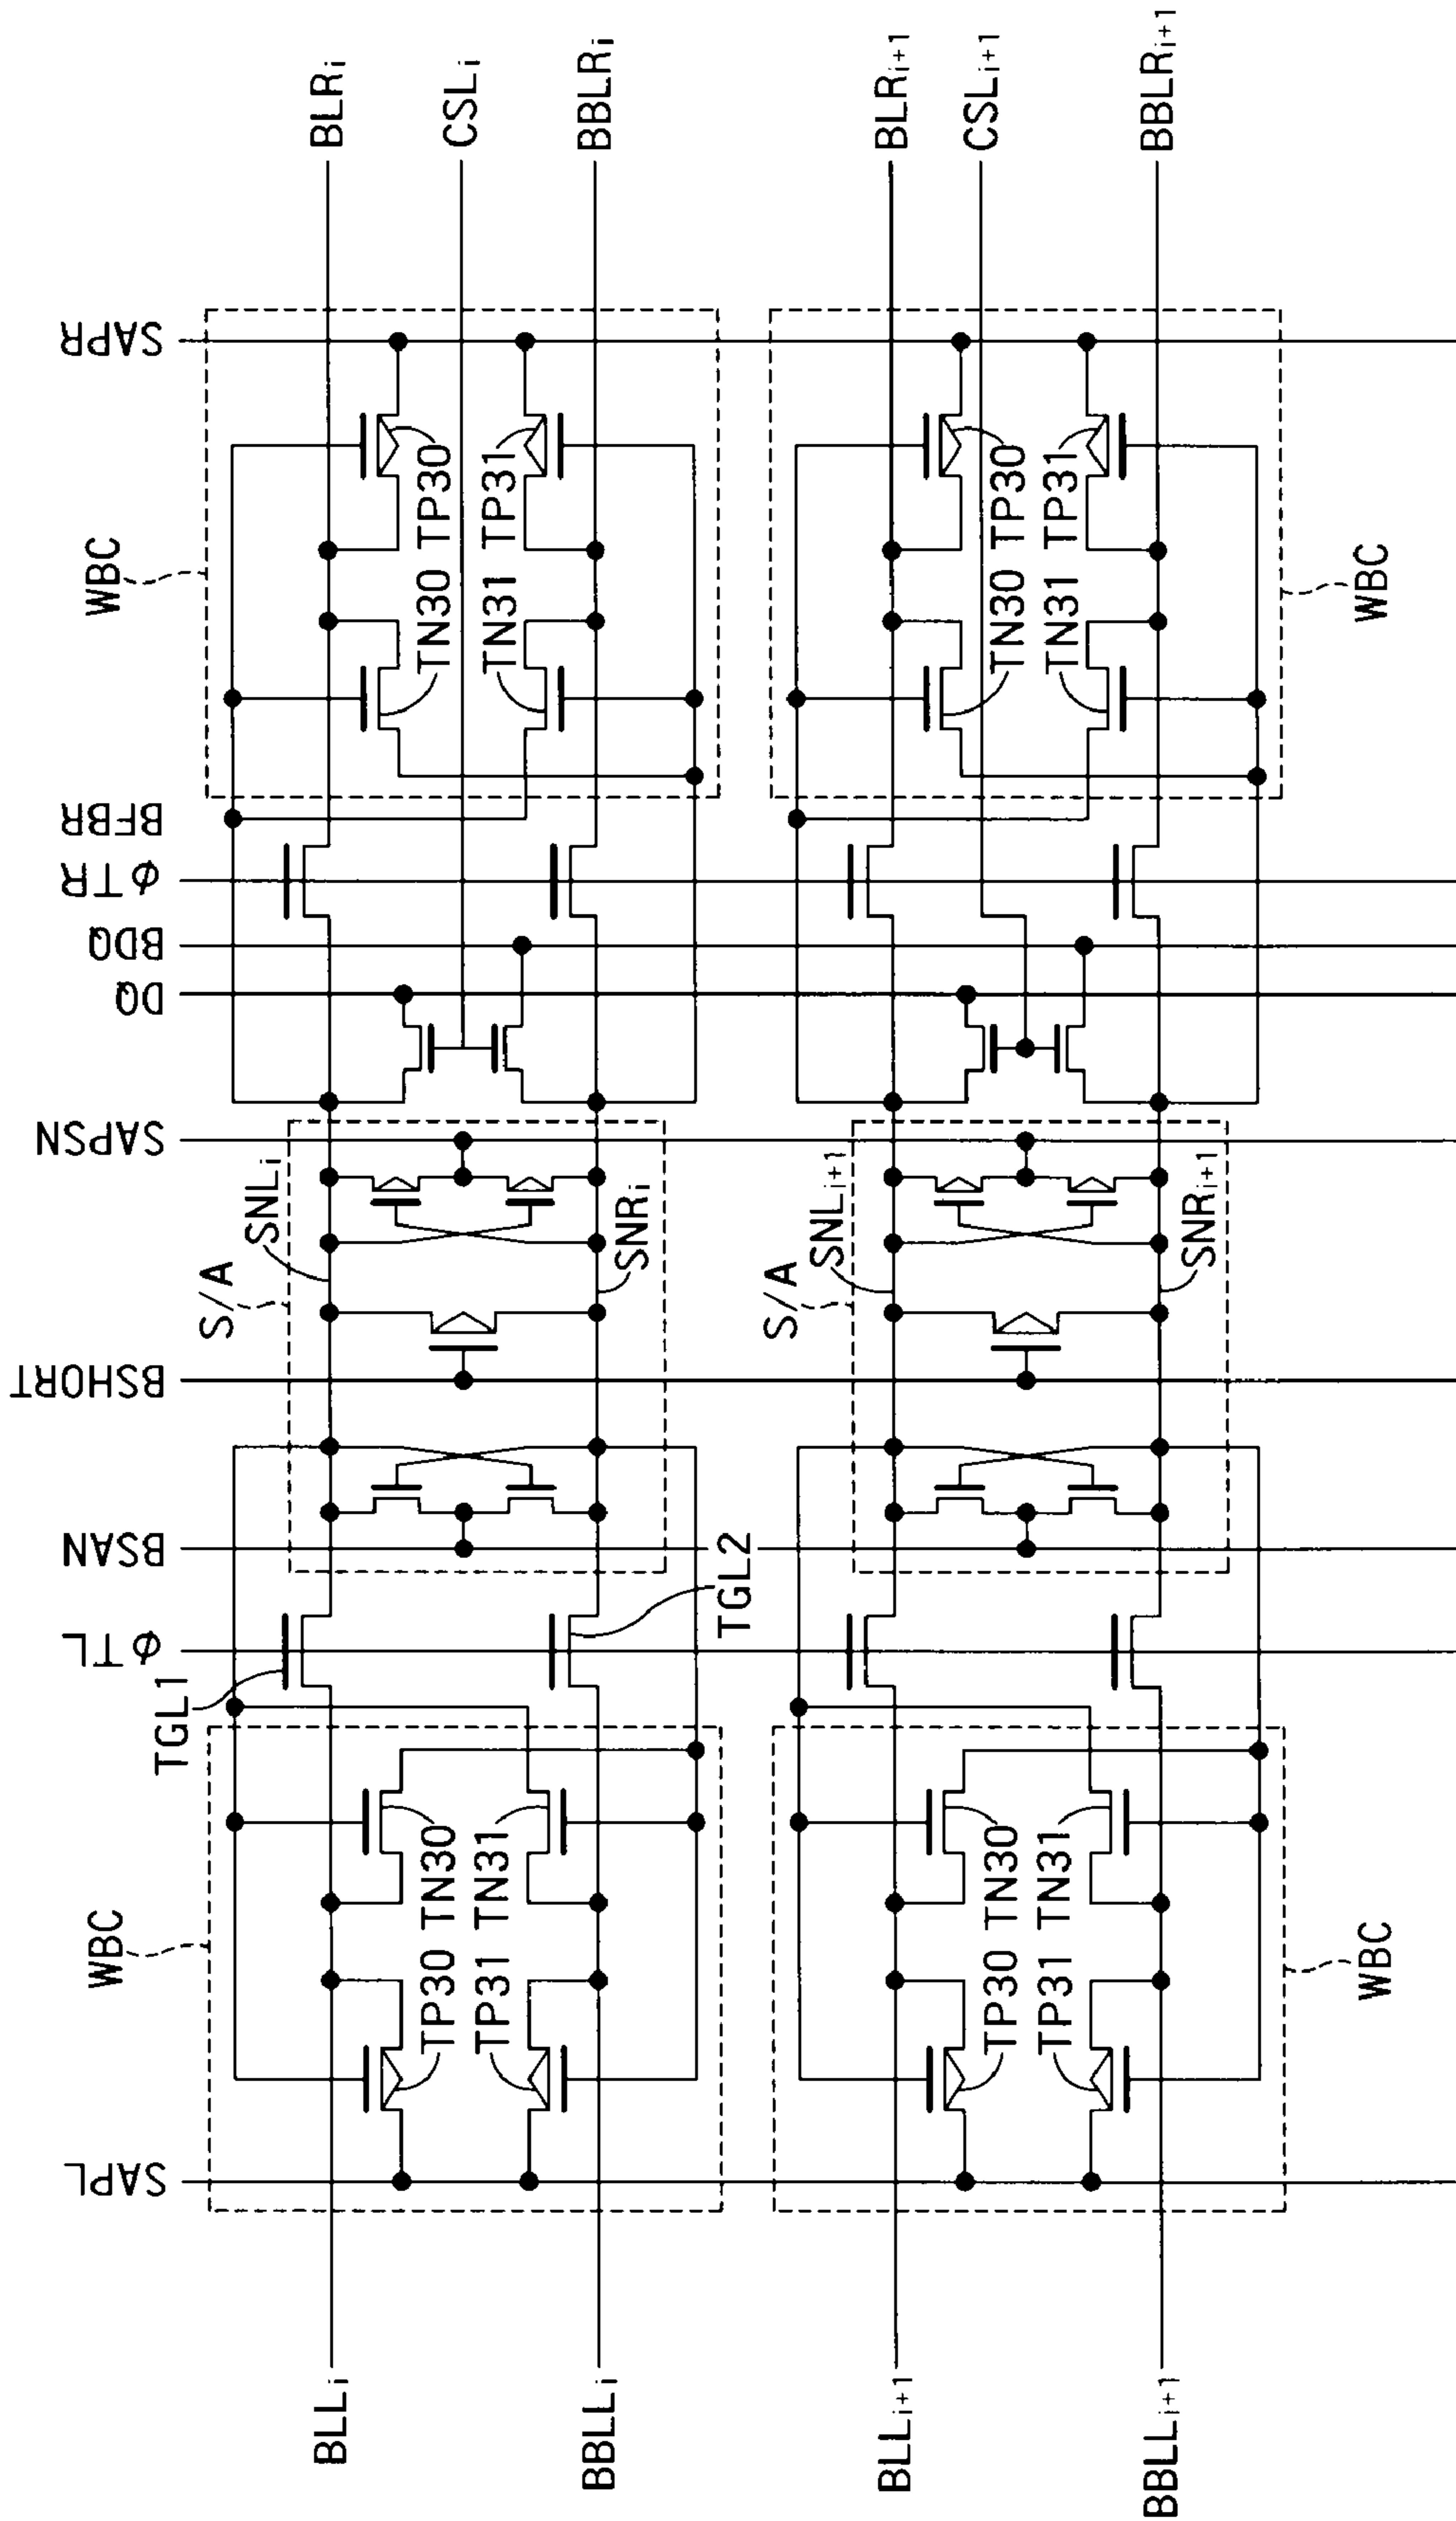 SAPL
φTL
BSAN
BSHORT
SAPSN
DQ
BDQ
φTR
BFBR
SAPR
WBC
WBC
TGL1
S/A
SNLi
BLLi
BLRi
TP30 TN30
TN30 TP30
CSLi
TP31 TN31
TN31 TP31
BBLLi
BBLRi
SNRi
TGL2
S/A
SNLi+1
BLLi+1
BLRi+1
TP30 TN30
TN30 TP30
CSLi+1
TP31 TN31
TN31 TP31
BBLLi+1
BBLRi+1
SNRi+1
WBC
WBC